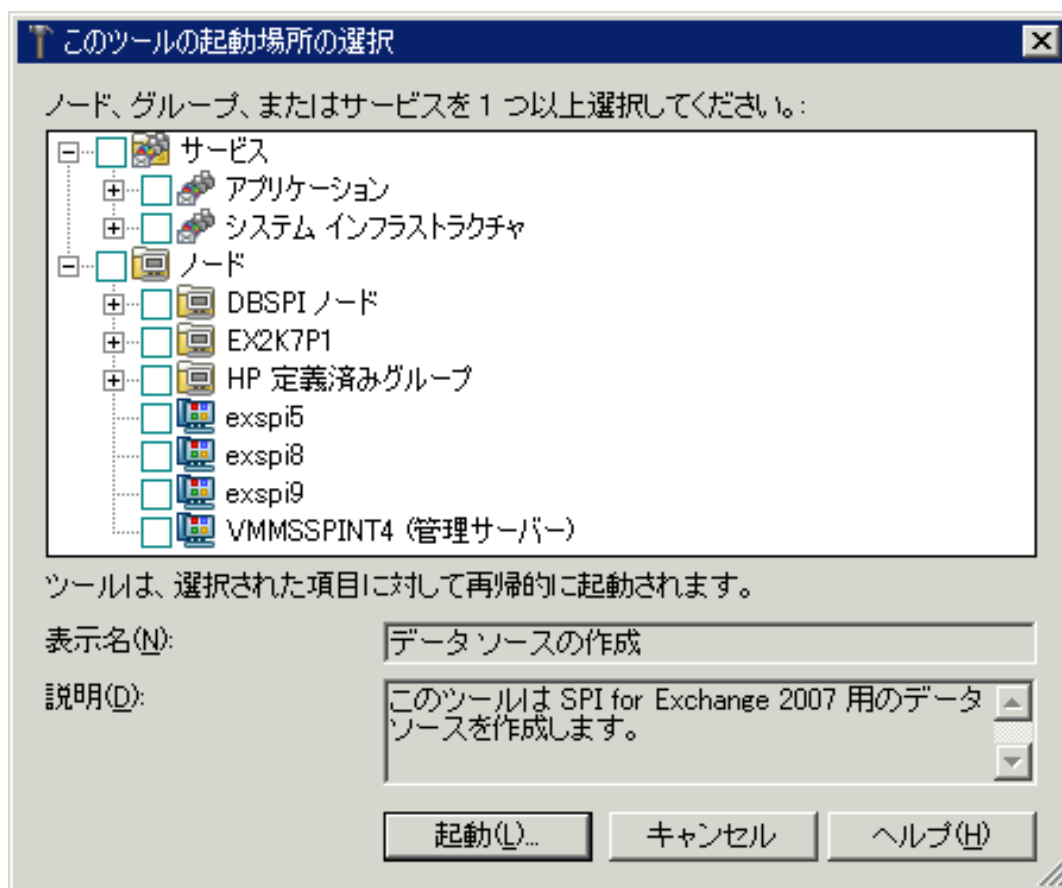 このツールの起動場所の選択
ノード、グループ、またはサービスを 1 つ以上選択してください。:
サービス
アプリケーション
システム インフラストラクチャ
ノード
DBSPI ノード
EX2K7P1
HP 定義済みグループ
exspi5
exspi8
exspi9
VMMSSPINT4 (管理サーバー)
ツールは、選択された項目に対して再帰的に起動されます。
表示名(N):
データ ソースの作成
説明(D):
このツールは SPI for Exchange 2007 用のデータ
ソースを作成します。
起動(L)... キャンセル ヘルプ(H)